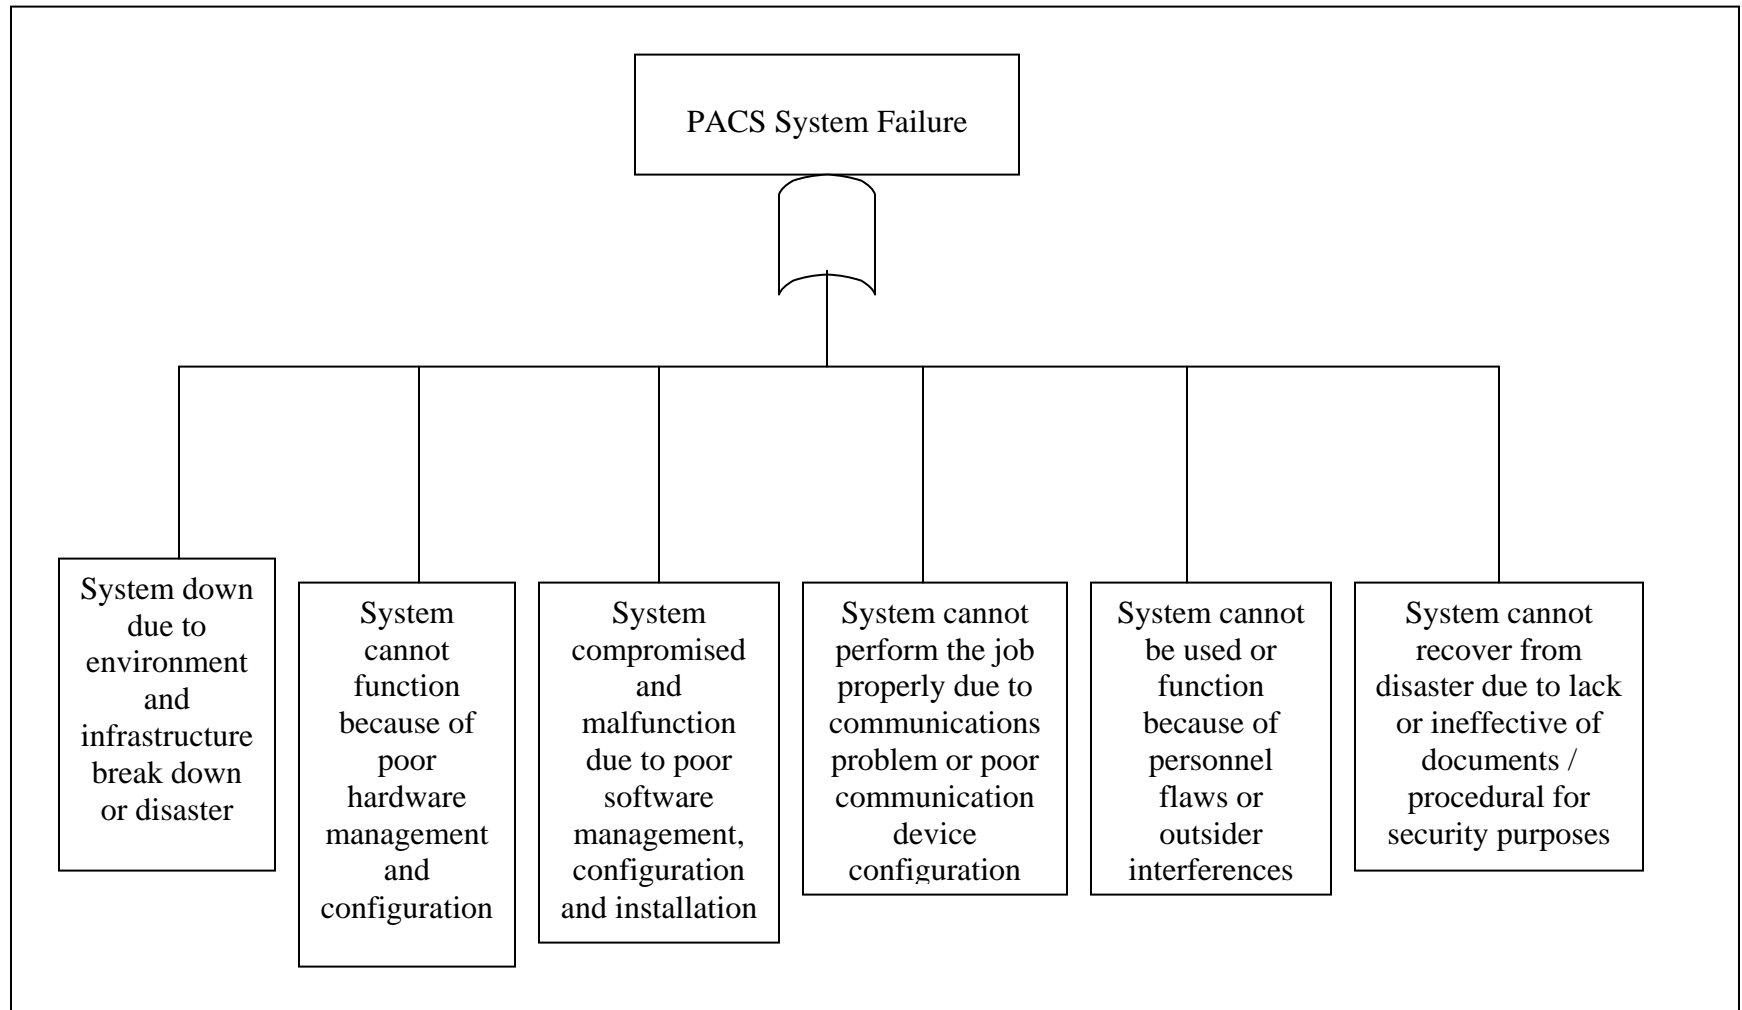 PACS System Failure
System down
due to
environment
and
infrastructure
break down
or disaster
System
cannot
function
because of
poor
hardware
management
and
configuration
System
compromised
and
malfunction
due to poor
software
management,
configuration
and installation
System cannot
perform the job
properly due to
communications
problem or poor
communication
device
configuration
System cannot
be used or
function
because of
personnel
flaws or
outsider
interferences
System cannot
recover from
disaster due to lack
or ineffective of
documents /
procedural for
security purposes